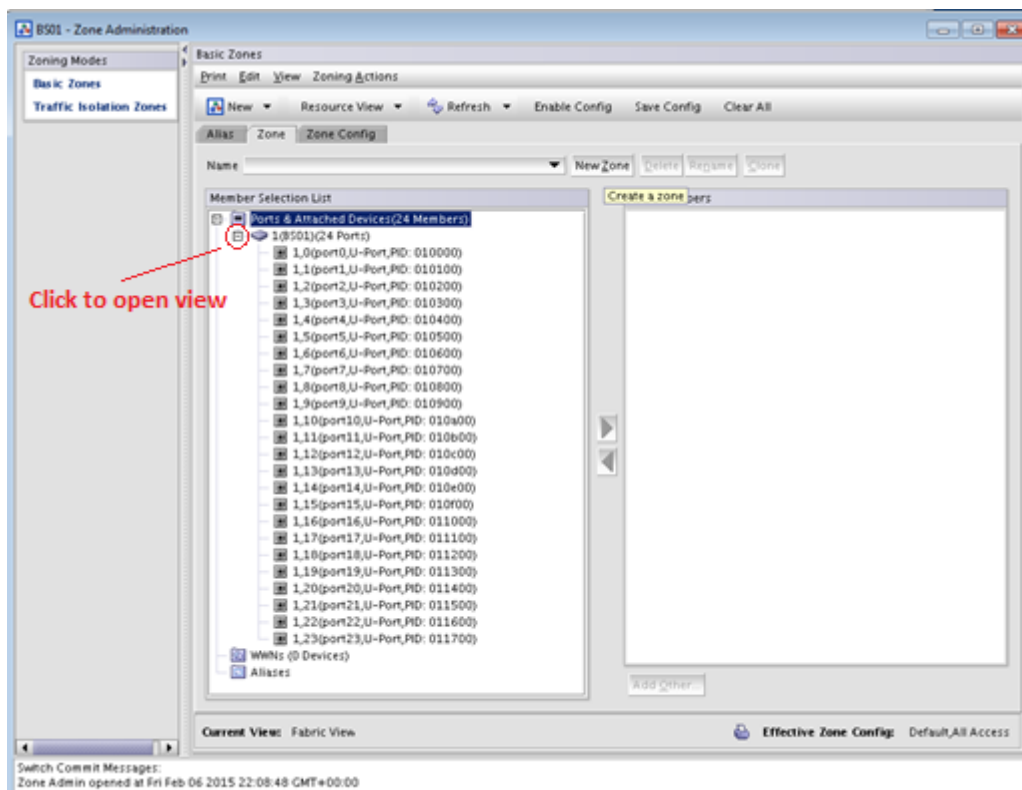 BS01 - Zone Administration
Zoning Modes
Basic Zones
Traffic Isolation Zones
Basic Zones
Print Edit View Zoning Actions
New Resource View Refresh Enable Config Save Config Clear All
Alias Zone Zone Config
Name New Zone Delete Rename Clone
Create a zone
bers
Member Selection List
Ports & Attached Devices(24 Members)
1(BS01)(24 Ports)
1,0(port0,U-Port,PID: 010000)
1,1(port1,U-Port,PID: 010100)
1,2(port2,U-Port,PID: 010200)
1,3(port3,U-Port,PID: 010300)
Click to open view
1,4(port4,U-Port,PID: 010400)
1,5(port5,U-Port,PID: 010500)
1,6(port6,U-Port,PID: 010600)
1,7(port7,U-Port,PID: 010700)
1,8(port8,U-Port,PID: 010800)
1,9(port9,U-Port,PID: 010900)
1,10(port10,U-Port,PID: 010a00)
1,11(port11,U-Port,PID: 010b00)
1,12(port12,U-Port,PID: 010c00)
1,13(port13,U-Port,PID: 010d00)
1,14(port14,U-Port,PID: 010e00)
1,15(port15,U-Port,PID: 010f00)
1,16(port16,U-Port,PID: 011000)
1,17(port17,U-Port,PID: 011100)
1,18(port18,U-Port,PID: 011200)
1,19(port19,U-Port,PID: 011300)
1,20(port20,U-Port,PID: 011400)
1,21(port21,U-Port,PID: 011500)
1,22(port22,U-Port,PID: 011600)
1,23(port23,U-Port,PID: 011700)
WWNs (0 Devices)
Aliases
Add Other...
Current View: Fabric View
Effective Zone Config: Default,All Access
Switch Commit Messages:
Zone Admin opened at Fri Feb 06 2015 22:08:48 GMT+00:00